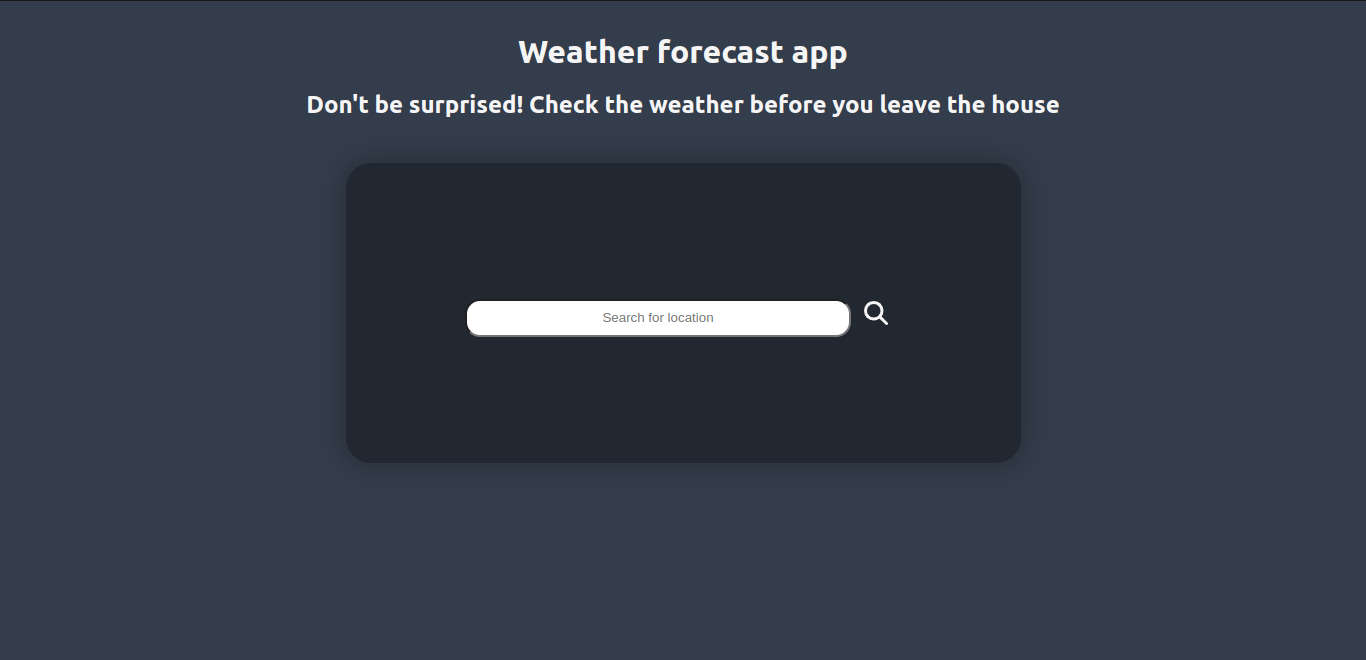 Weather forecast app
Don't be surprised! Check the weather before you leave the house
Search for location